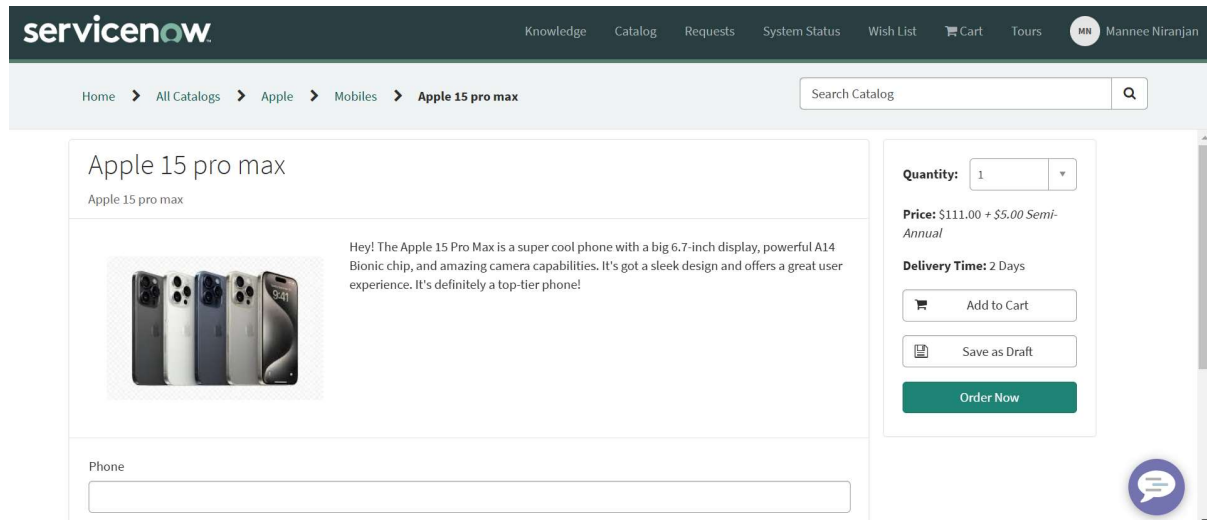 servicenow.
Knowledge Catalog Requests System Status Wish List Cart Tours MN Mannee Niranjan
Home > All Catalogs > Apple > Mobiles > Apple 15 pro max
Search Catalog
Apple 15 pro max
Apple 15 pro max
Hey! The Apple 15 Pro Max is a super cool phone with a big 6.7-inch display, powerful A14
Bionic chip, and amazing camera capabilities. It's got a sleek design and offers a great user
experience. It's definitely a top-tier phone!
9:41
Phone
Quantity: 1
Price: $111.00 + $5.00 Semi-
Annual
Delivery Time: 2 Days
Add to Cart
Save as Draft
Order Now